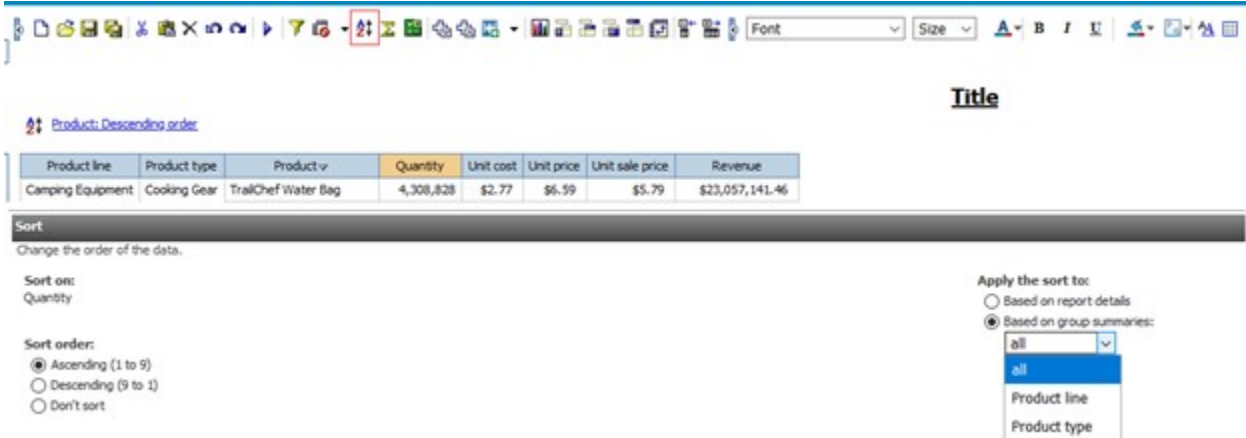 Font Size A B I U
Title
Product: Descending order
Product line Product type Product Quantity Unit cost Unit price Unit sale price Revenue
Camping Equipment Cooking Gear TrailChef Water Bag 4,308,828 $2.77 $6.59 $5.79 $23,057,141.46
Sort
Change the order of the data.
Sort on:
Quantity
Sort order:
Ascending (1 to 9)
Descending (9 to 1)
Don't sort
Apply the sort to:
Based on report details
Based on group summaries:
all
all
Product line
Product type